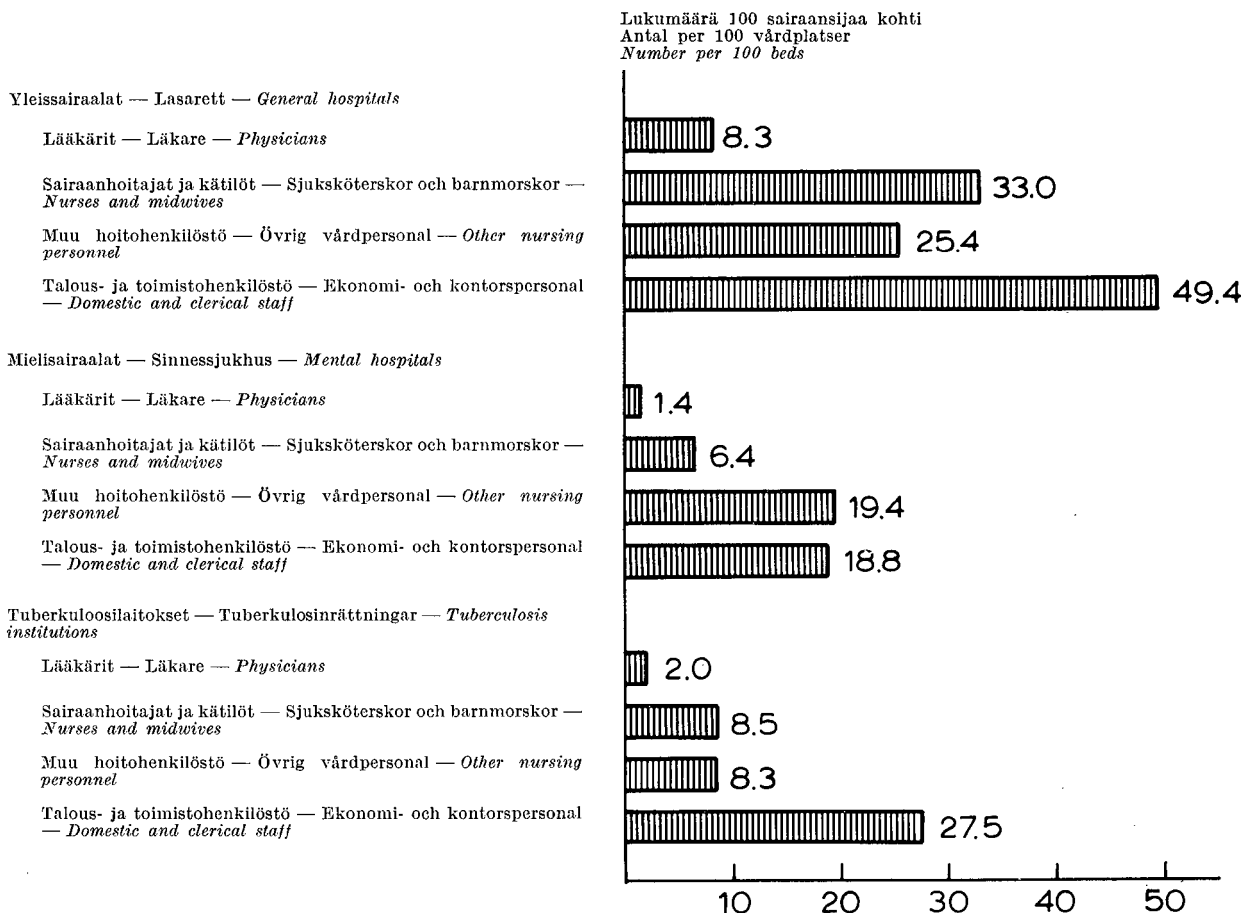 Lukumäärä 100 sairaansijaa kohti
Antal per 100 vårdplatser
Number per 100 beds
Yleissairaalat — Lasarett — General hospitals
Lääkärit — Läkare — Physicians
8.3
Sairaanhoitajat ja kätilöt — Sjuksköterskor och barnmorskor —
Nurses and midwives
33.0
Muu hoitohenkilöstö — Övrig vårdpersonal — Other nursing
personnel
25.4
Talous- ja toimistohenkilöstö — Ekonomi- och kontorspersonal
— Domestic and clerical staff
49.4
Mielisairaalat — Sinnessjukhus — Mental hospitals
Lääkärit — Läkare — Physicians
1.4
Sairaanhoitajat ja kätilöt — Sjuksköterskor och barnmorskor —
Nurses and midwives
6.4
Muu hoitohenkilöstö — Övrig vårdpersonal — Other nursing
personnel
19.4
Talous- ja toimistohenkilöstö — Ekonomi- och kontorspersonal
— Domestic and clerical staff
18.8
Tuberkuloosilaitokset — Tuberkulosinrättningar — Tuberculosis
institutions
Lääkärit — Läkare — Physicians
2.0
Sairaanhoitajat ja kätilöt — Sjuksköterskor och barnmorskor —
Nurses and midwives
8.5
Muu hoitohenkilöstö — Övrig vårdpersonal — Other nursing
personnel
8.3
Talous- ja toimistohenkilöstö — Ekonomi- och kontorspersonal
— Domestic and clerical staff
27.5
10 20 30 40 50